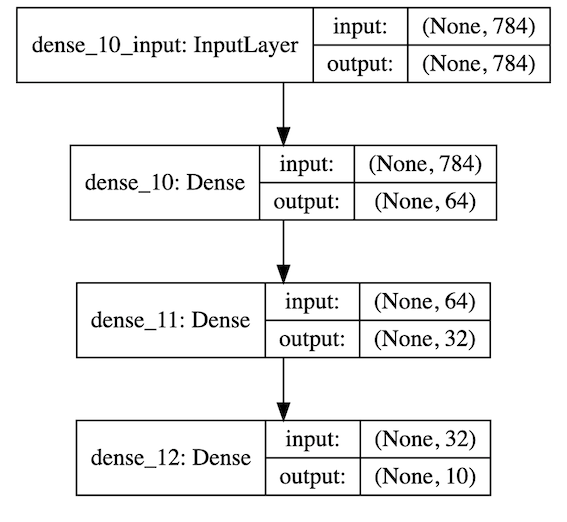 dense_10_input: InputLayer
input: (None, 784)
output: (None, 784)
dense_10: Dense
input: (None, 784)
output: (None, 64)
dense_11: Dense
input: (None, 64)
output: (None, 32)
dense_12: Dense
input: (None, 32)
output: (None, 10)